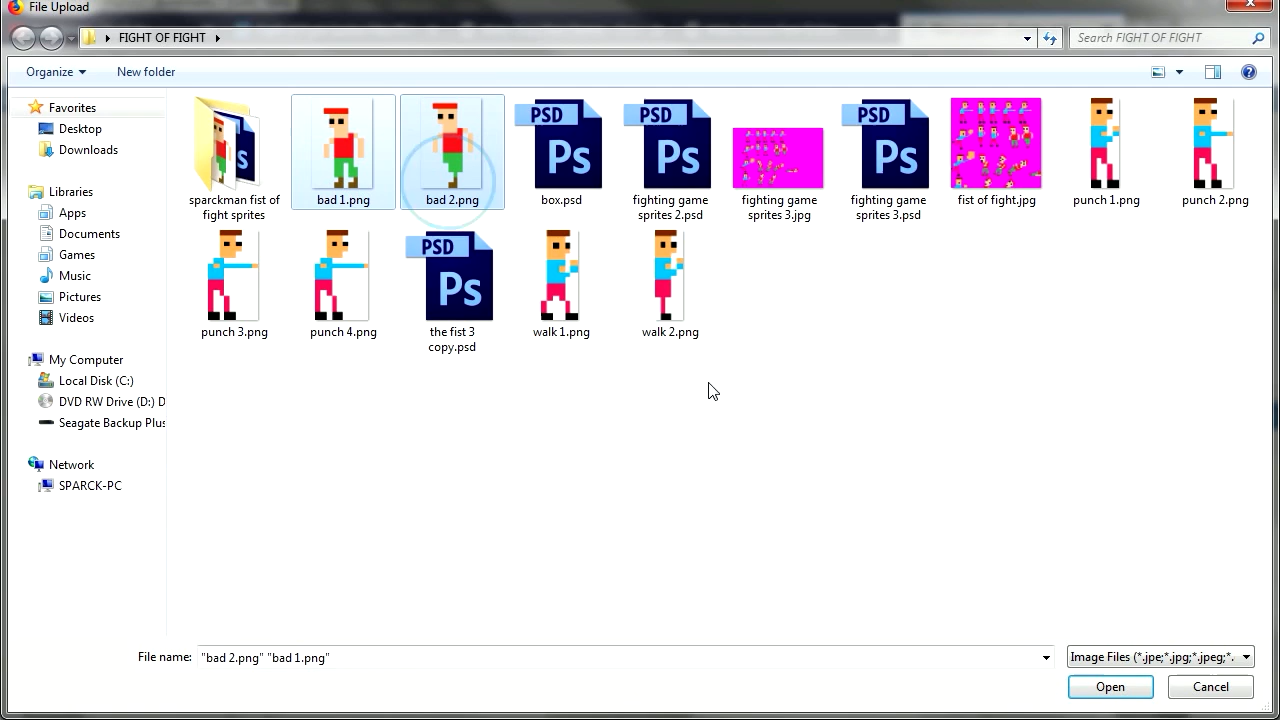 File Upload
FIGHT OF FIGHT
Search FIGHT OF FIGHT
Organize
New folder
Favorites
Desktop
Downloads
Libraries
Apps
Documents
Games
Music
Pictures
Videos
My Computer
Local Disk (C:)
DVD RW Drive (D:) D
Seagate Backup Plus
Network
SPARCK-PC
PSD
PSD
PSD
Ps
Ps
Ps
sparckman fist of
fight sprites
bad 1.png
bad 2.png
box.psd
fighting game
sprites 2.psd
fighting game
sprites 3.jpg
fighting game
sprites 3.psd
fist of fight.jpg
punch 1.png
punch 2.png
PSD
Ps
punch 3.png
punch 4.png
the fist 3
copy.psd
walk 1.png
walk 2.png
File name:
"bad 2.png" "bad 1.png"
Image Files (*.jpe;*.jpg;*.jpeg;*.
Open
Cancel